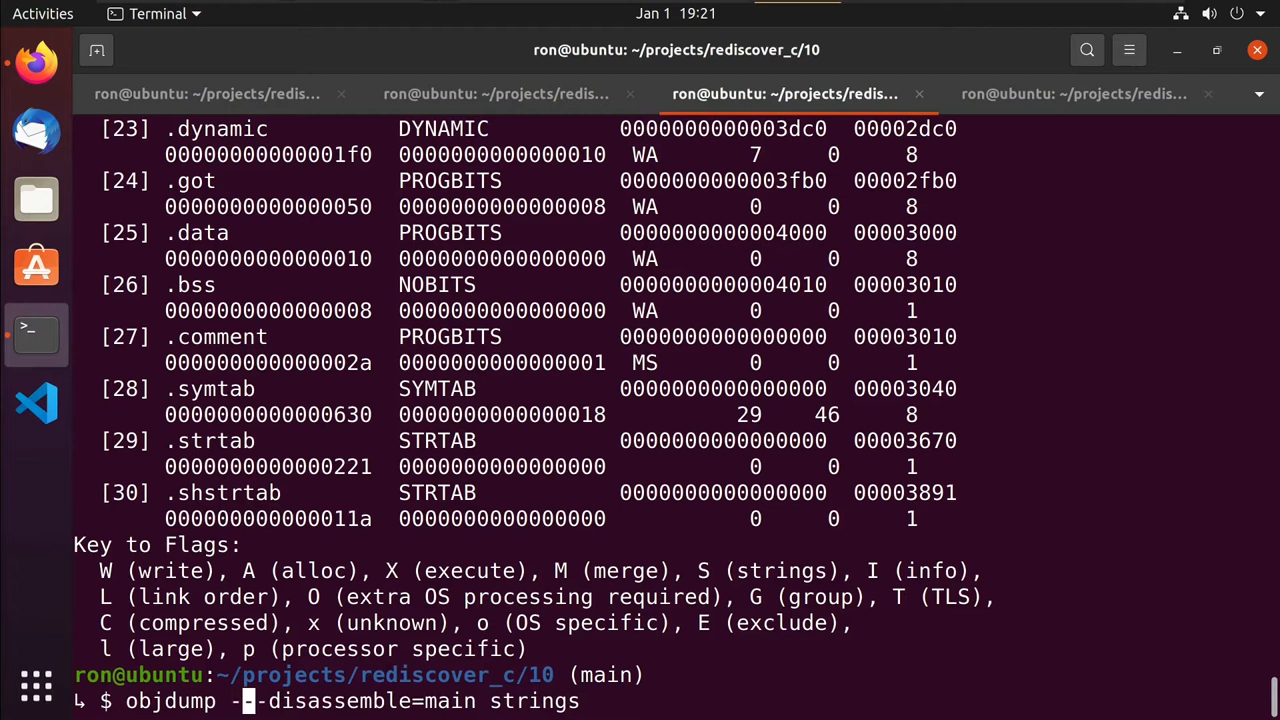 Activities
Terminal
Jan 1 19:21
ron@ubuntu: ~/projects/rediscover_c/10
ron@ubuntu: ~/projects/redis... ron@ubuntu: ~/projects/redis... ron@ubuntu: ~/projects/redis... ron@ubuntu: ~/projects/redis...
[23] .dynamic DYNAMIC 0000000000003dc0 00002dc0
00000000000001f0 0000000000000010 WA 7 0 8
[24] .got PROGBITS 0000000000003fb0 00002fb0
0000000000000050 0000000000000008 WA 0 0 8
[25] .data PROGBITS 0000000000004000 00003000
0000000000000010 0000000000000000 WA 0 0 8
[26] .bss NOBITS 0000000000004010 00003010
0000000000000008 0000000000000000 WA 0 0 1
[27] .comment PROGBITS 0000000000000000 00003010
000000000000002a 0000000000000001 MS 0 0 1
[28] .symtab SYMTAB 0000000000000000 00003040
0000000000000630 0000000000000018 29 46 8
[29] .strtab STRTAB 0000000000000000 00003670
0000000000000221 0000000000000000 0 0 1
[30] .shstrtab STRTAB 0000000000000000 00003891
000000000000011a 0000000000000000 0 0 1
Key to Flags:
W (write), A (alloc), X (execute), M (merge), S (strings), I (info),
L (link order), O (extra OS processing required), G (group), T (TLS),
C (compressed), x (unknown), o (OS specific), E (exclude),
l (large), p (processor specific)
ron@ubuntu:~/projects/rediscover_c/10 (main)
↳ $ objdump ---disassemble=main strings